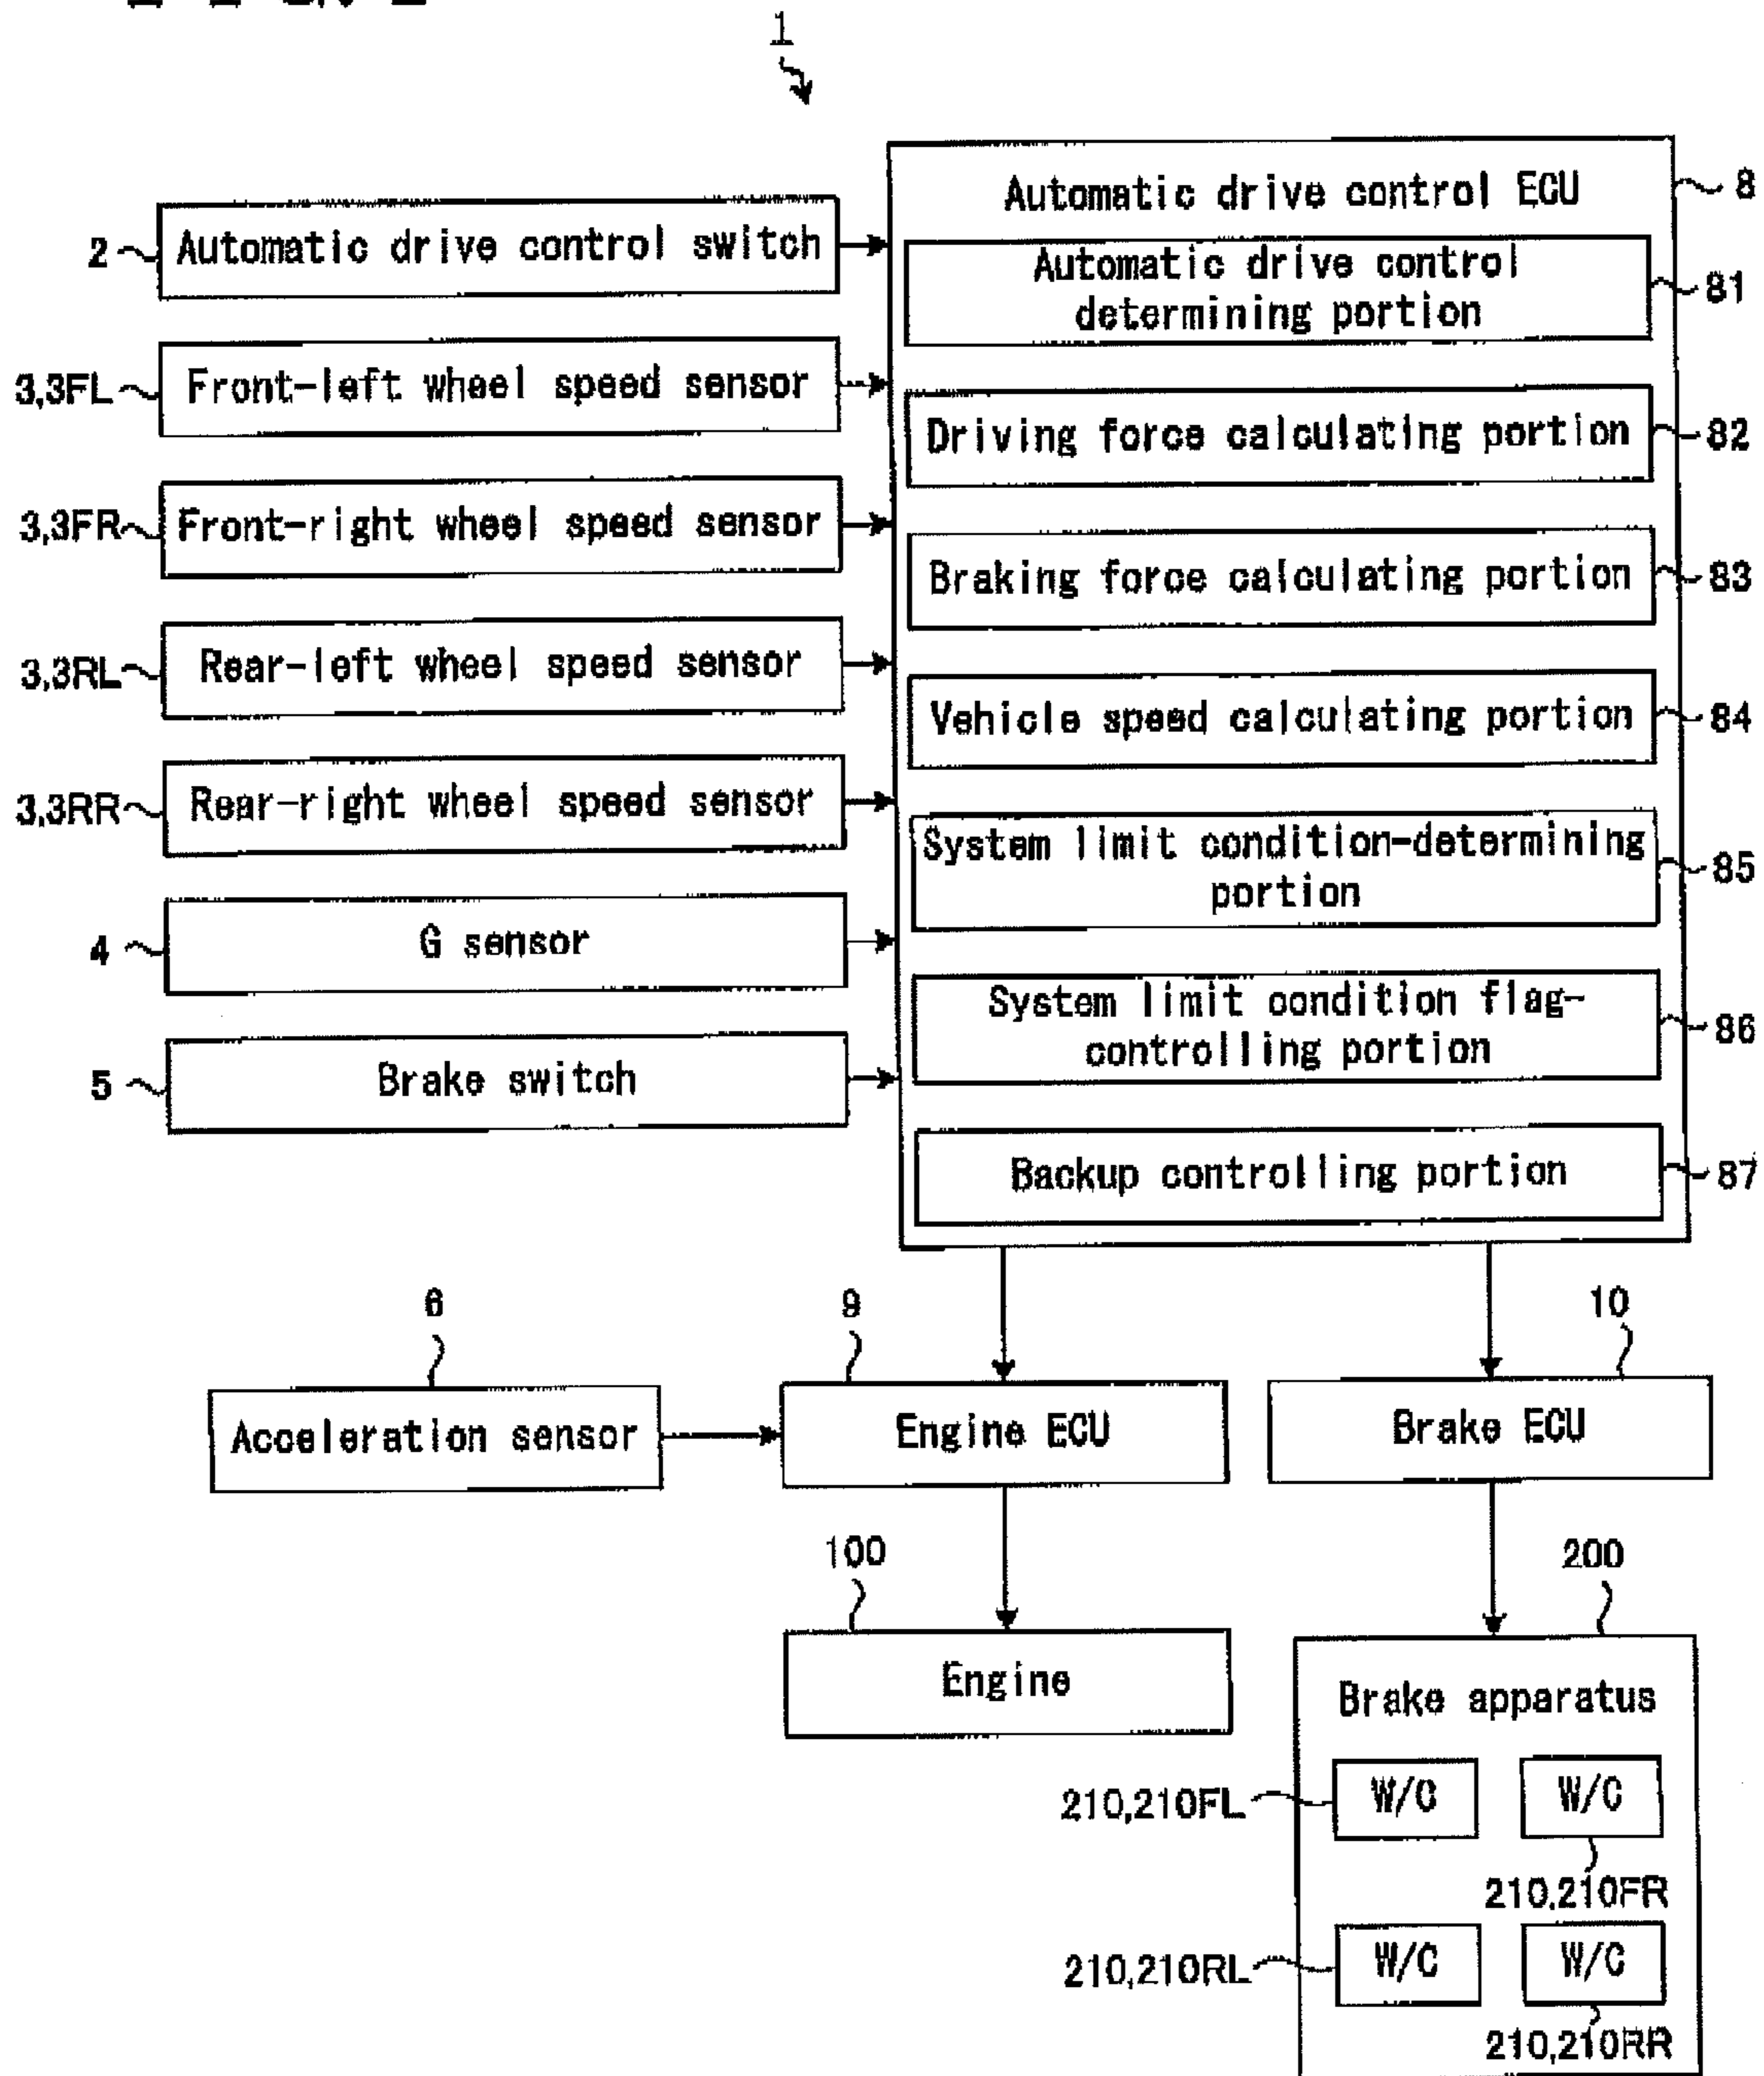 1
Automatic drive control ECU
8
2
Automatic drive control switch
Automatic drive control
determining portion
81
3,3FL
Front-left wheel speed sensor
Driving force calculating portion
82
3,3FR
Front-right wheel speed sensor
Braking force calculating portion
83
3,3RL
Rear-left wheel speed sensor
Vehicle speed calculating portion
84
3,3RR
Rear-right wheel speed sensor
System limit condition-determining
portion
85
4
G sensor
System limit condition flag-
controlling portion
86
5
Brake switch
Backup controlling portion
87
6
9
10
Acceleration sensor
Engine ECU
Brake ECU
100
200
Engine
Brake apparatus
210,210FL
W/C
W/C
210,210FR
210,210RL
W/C
W/C
210,210RR